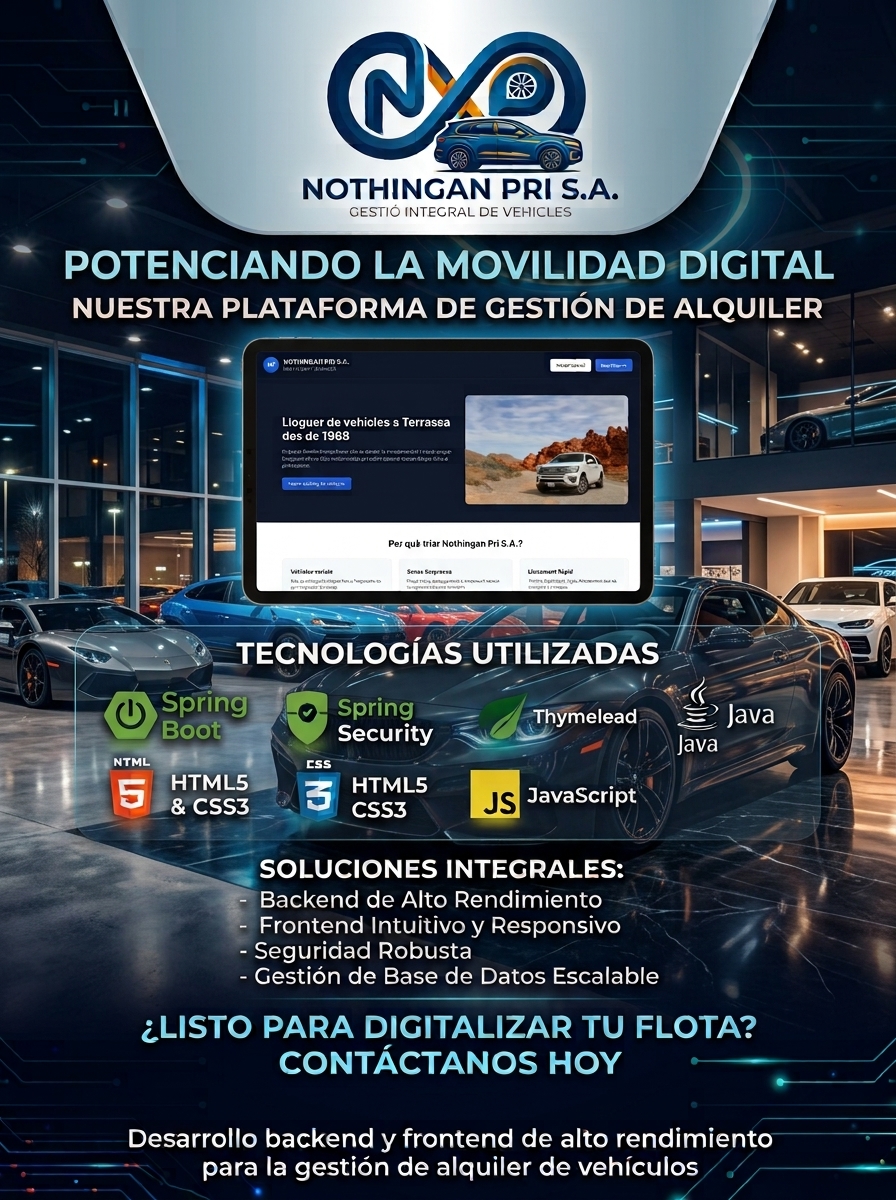 NXP
NOTHINGAN PRI S.A.
GESTIÓ INTEGRAL DE VEHICLES
POTENCIANDO LA MOVILIDAD DIGITAL
NUESTRA PLATAFORMA DE GESTIÓN DE ALQUILER
Lloguer de vehicles s Terrassa
des de 1968
Per què triar Nothingan Pri S.A.?
TECNOLOGÍAS UTILIZADAS
Spring
Boot
Spring
Security
Thymelead
Java
Java
NTML
5
HTML5
& CSS3
ESS
3
HTML5
CSS3
JS
JavaScript
SOLUCIONES INTEGRALES:
- Backend de Alto Rendimiento
- Frontend Intuitivo y Responsivo
- Seguridad Robusta
- Gestión de Base de Datos Escalable
¿LISTO PARA DIGITALIZAR TU FLOTA?
CONTÁCTANOS HOY
Desarrollo backend y frontend de alto rendimiento
para la gestión de alquiler de vehículos